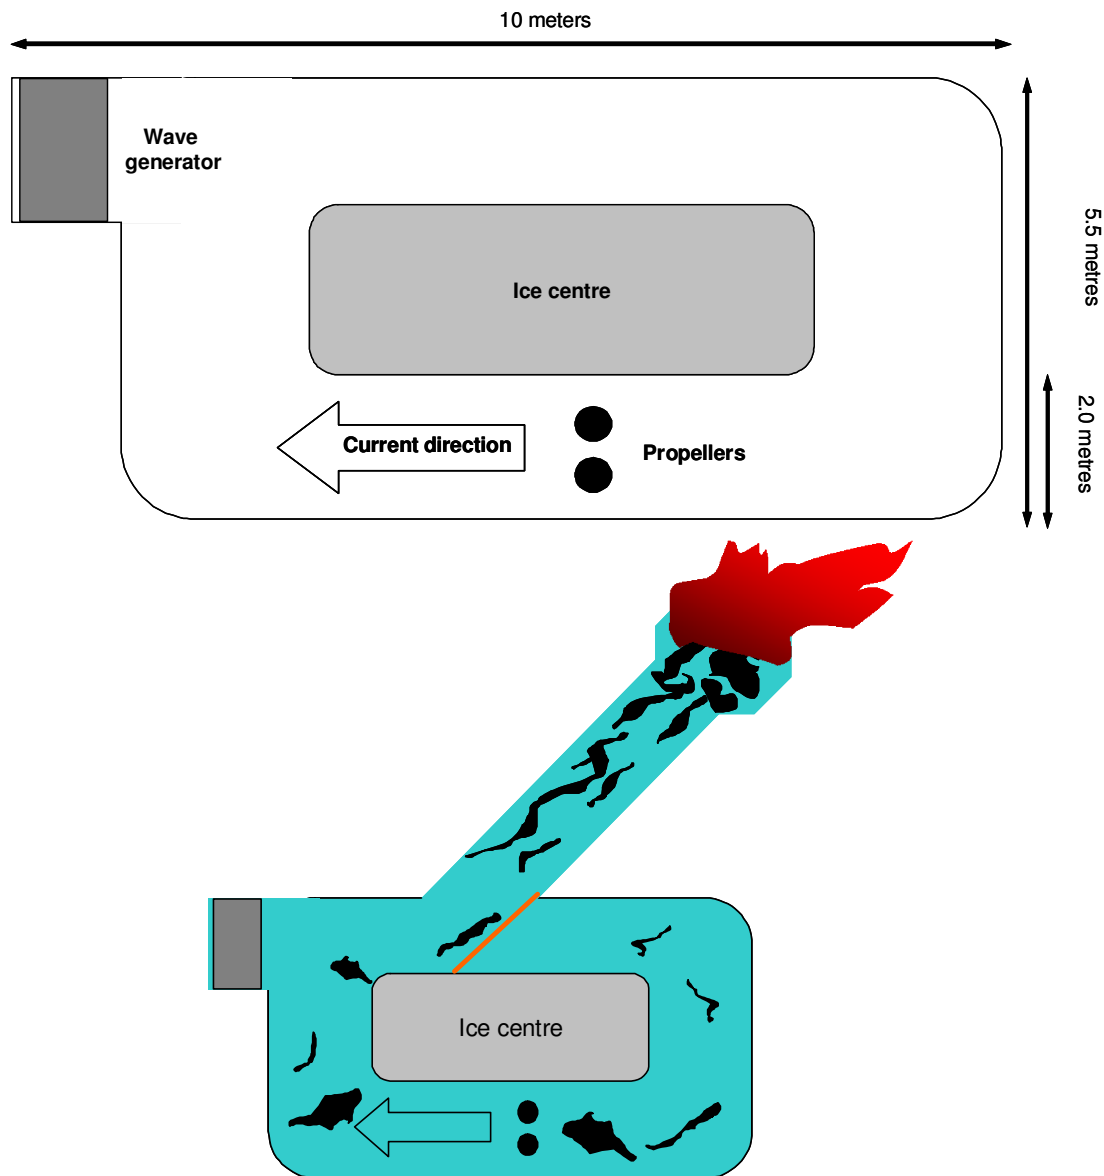 10 meters
Wave
generator
Ice centre
5.5 metres
Current direction
Propellers
2.0 metres
Ice centre